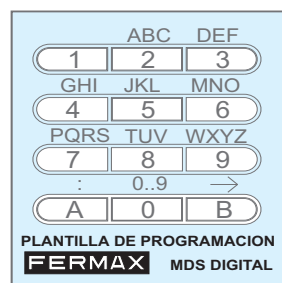 ABC DEF
1 2 3
GHI JKL MNO
4 5 6
PQRS TUV WXYZ
7 8 9
: 0..9 →
A 0 B
PLANTILLA DE PROGRAMACION
FERMAX MDS DIGITAL